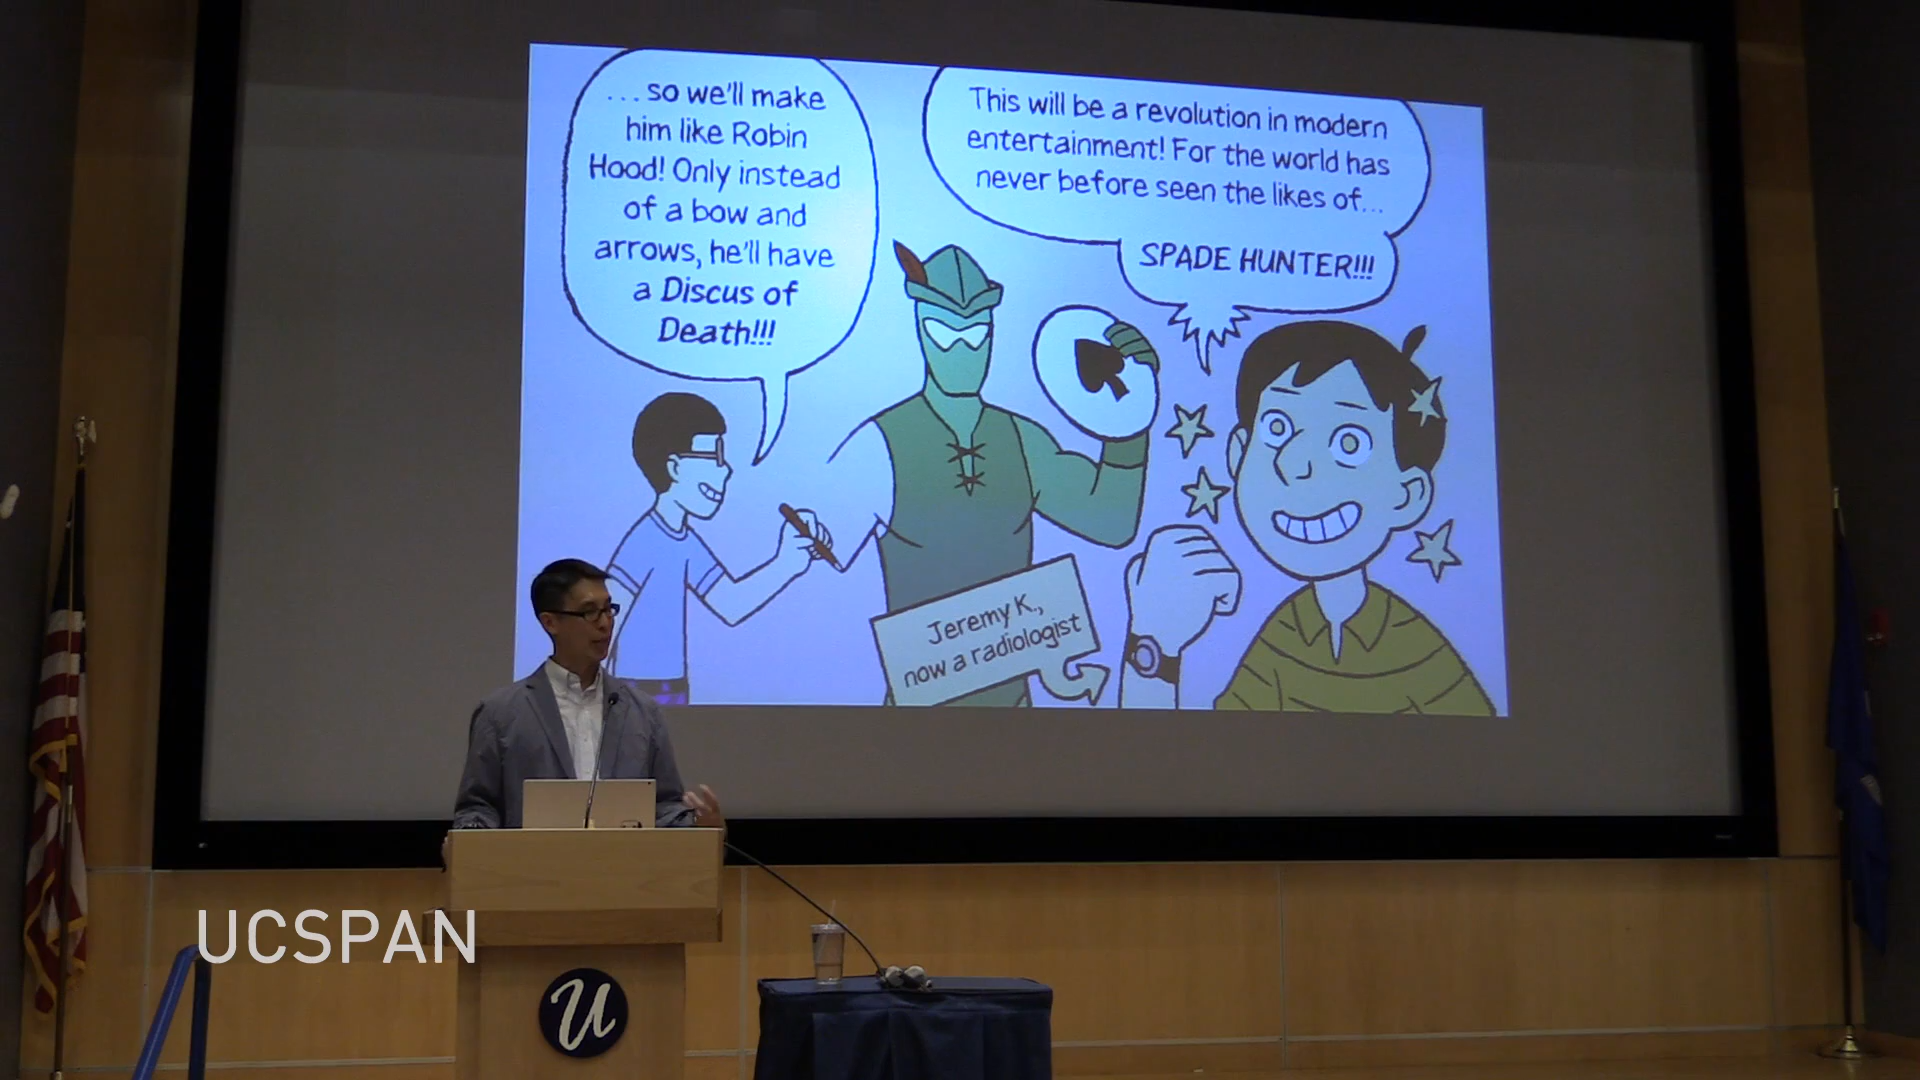 ...so we'll make
him like Robin
Hood! Only instead
of a bow and
arrows, he'll have
a Discus of
Death!!!
This will be a revolution in modern
entertainment! For the world has
never before seen the likes of...
SPADE HUNTER!!!
Jeremy K.,
now a radiologist
UCSPAN
U